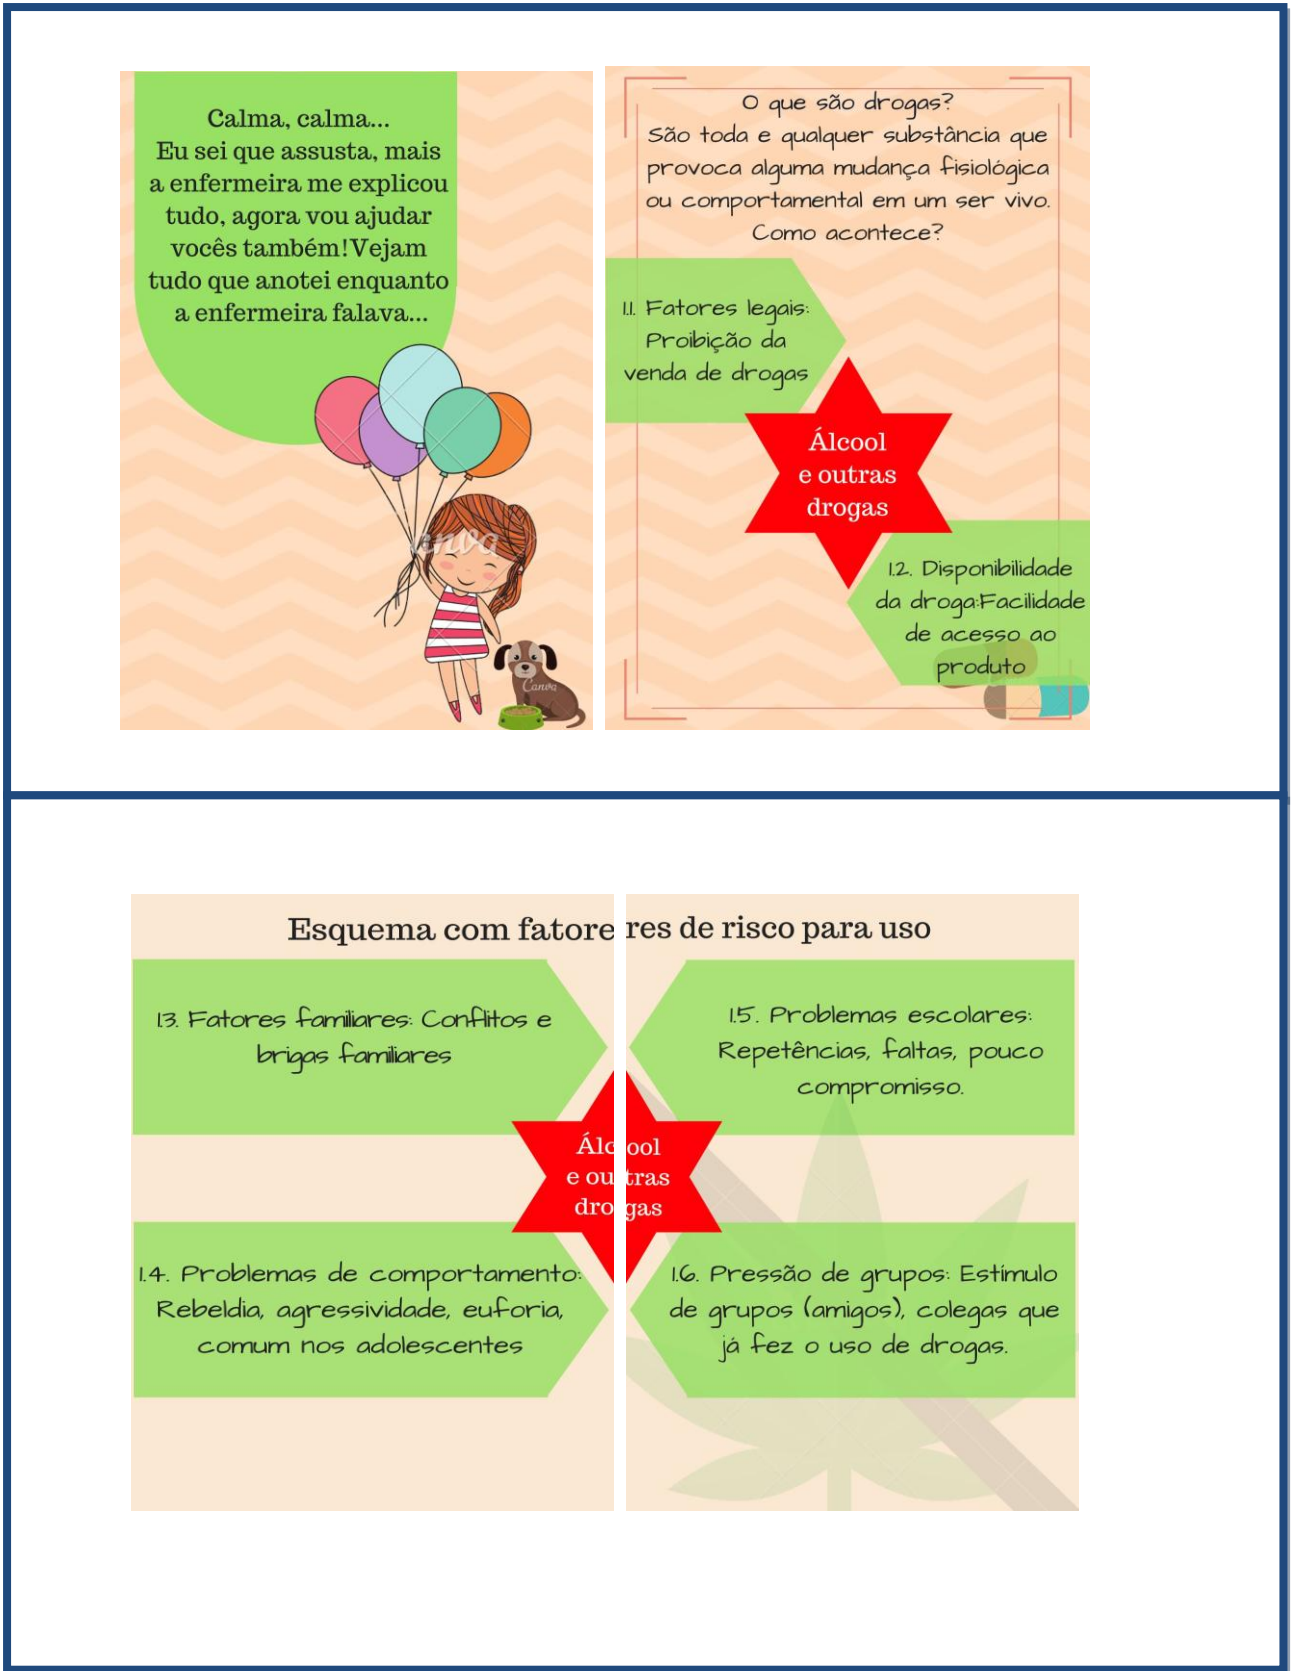 Calma, calma...
Eu sei que assusta, mais
a enfermeira me explicou
tudo, agora vou ajudar
vocês também!Vejam
tudo que anotei enquanto
a enfermeira falava...
Canva
O que são drogas?
São toda e qualquer substância que
provoca alguma mudança fisiológica
ou comportamental em um ser vivo.
Como acontece?
1.1. Fatores legais:
Proibição da
venda de drogas
Álcool
e outras
drogas
1.2. Disponibilidade
da droga:Facilidade
de acesso ao
produto
Esquema com fatore res de risco para uso
1.3. Fatores familiares: Conflitos e
brigas familiares
1.5. Problemas escolares:
Repetências, faltas, pouco
compromisso.
Álc ool
e ou tras
dro gas
1.4. Problemas de comportamento:
Rebeldia, agressividade, euforia,
comum nos adolescentes
1.6. Pressão de grupos: Estímulo
de grupos (amigos), colegas que
já fez o uso de drogas.